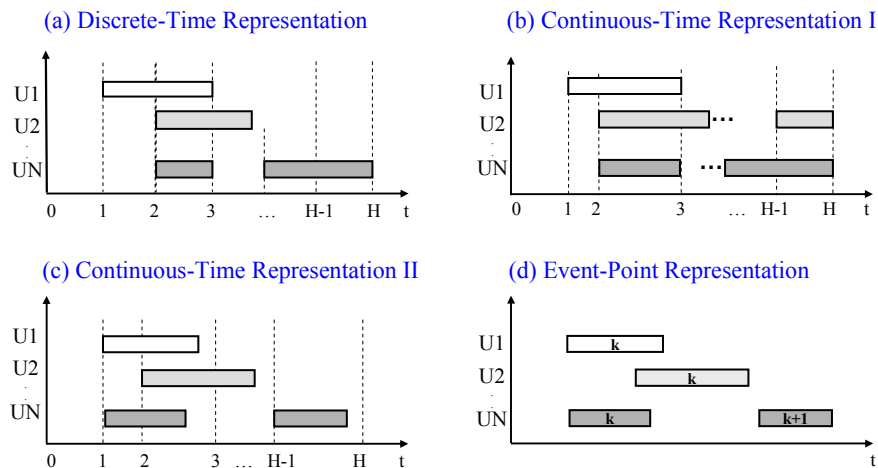 (a) Discrete-Time Representation
U1
U2
:
UN
0 1 2 3 … H-1 H t
(b) Continuous-Time Representation I
U1
U2
...
:
UN
...
0 1 2 3 … H-1 H t
(c) Continuous-Time Representation II
U1
U2
:
UN
0 1 2 3 … H-1 H t
(d) Event-Point Representation
U1 k
U2 k
:
UN k k+1
t